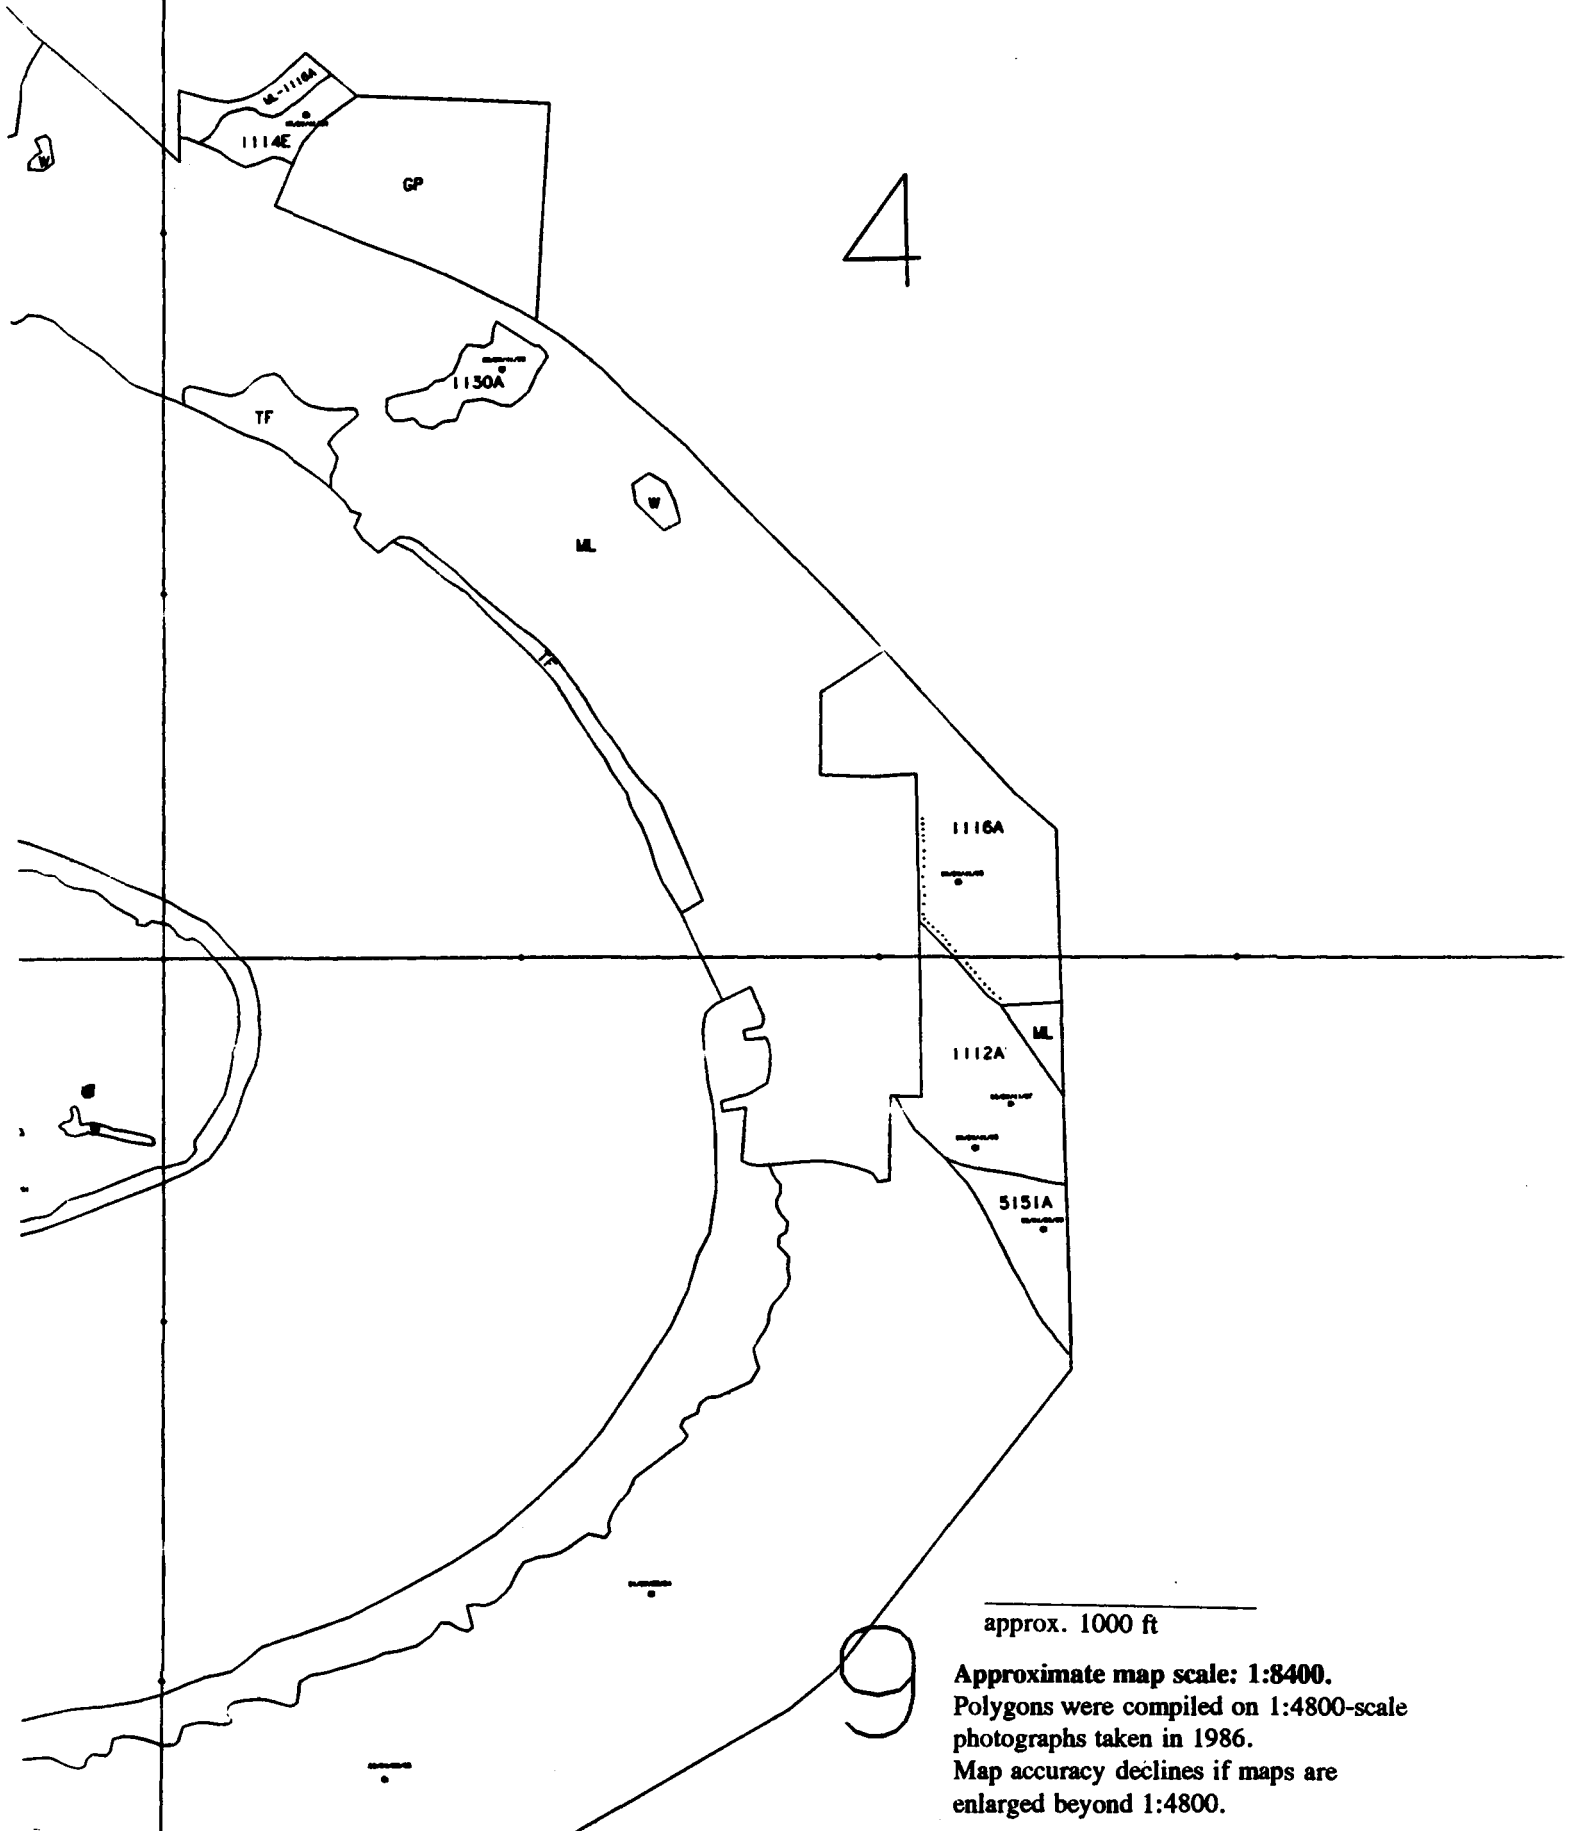 ML-1116A
1114E
W
GP
4
1130A
TF
W
ML
TF
1116A
ML
1112A
5151A
approx. 1000 ft
9
Approximate map scale: 1:8400.
Polygons were compiled on 1:4800-scale
photographs taken in 1986.
Map accuracy declines if maps are
enlarged beyond 1:4800.